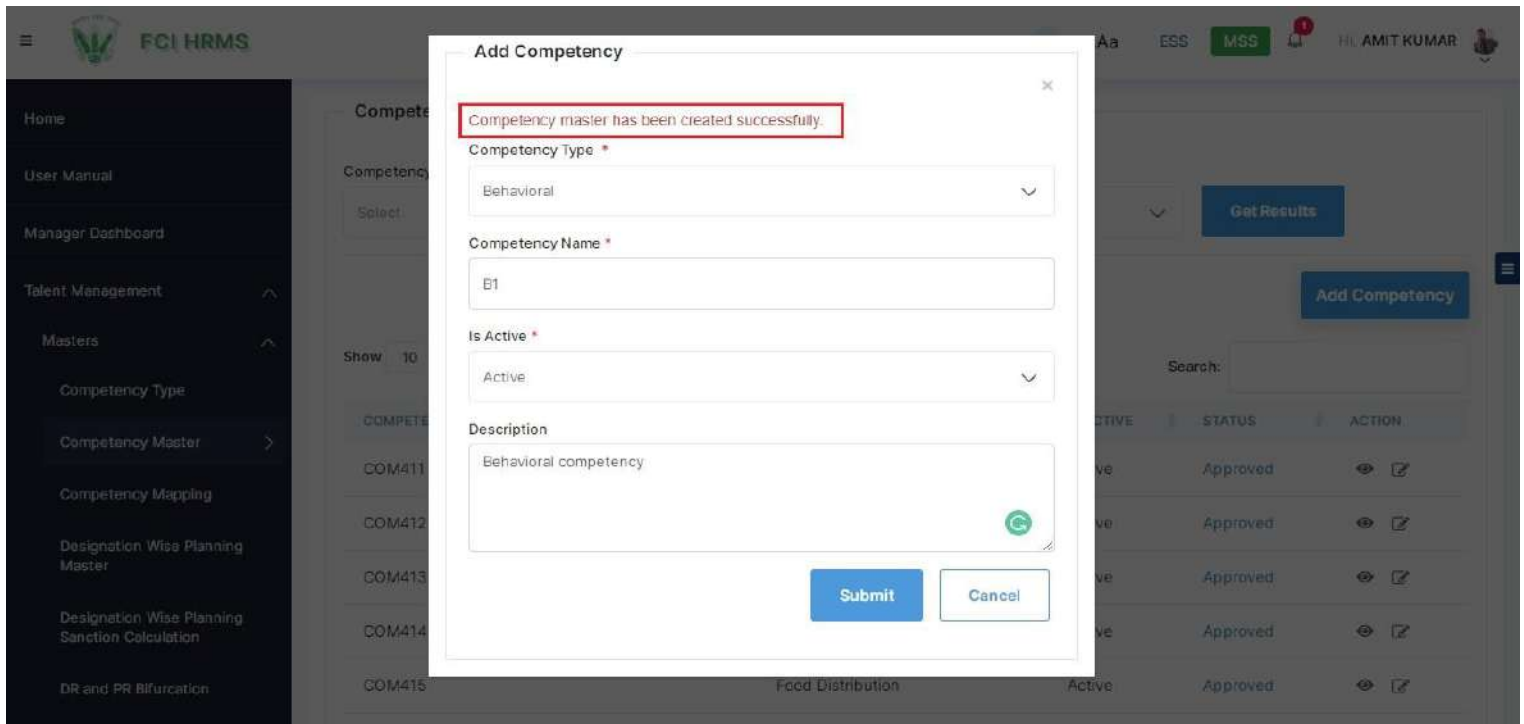 FCI HRMS
Aa
ESS
MSS
1
Hi, AMIT KUMAR
Home
User Manual
Manager Dashboard
Talent Management
Masters
Competency Type
Competency Master
Competency Mapping
Designation Wise Planning
Master
Designation Wise Planning
Sanction Calculation
DR and PR Bifurcation
Add Competency
×
Competency master has been created successfully.
Competency Type *
Behavioral
Competency Name *
B1
Is Active *
Active
Description
Behavioral competency
Submit
Cancel
Compete
Competency
Select
Get Results
Add Competency
Show 10
Search:
COMPETE
CTIVE
STATUS
ACTION
COM411
ve
Approved
COM412
ve
Approved
COM413
ve
Approved
COM414
ve
Approved
COM415
Food Distribution
Active
Approved